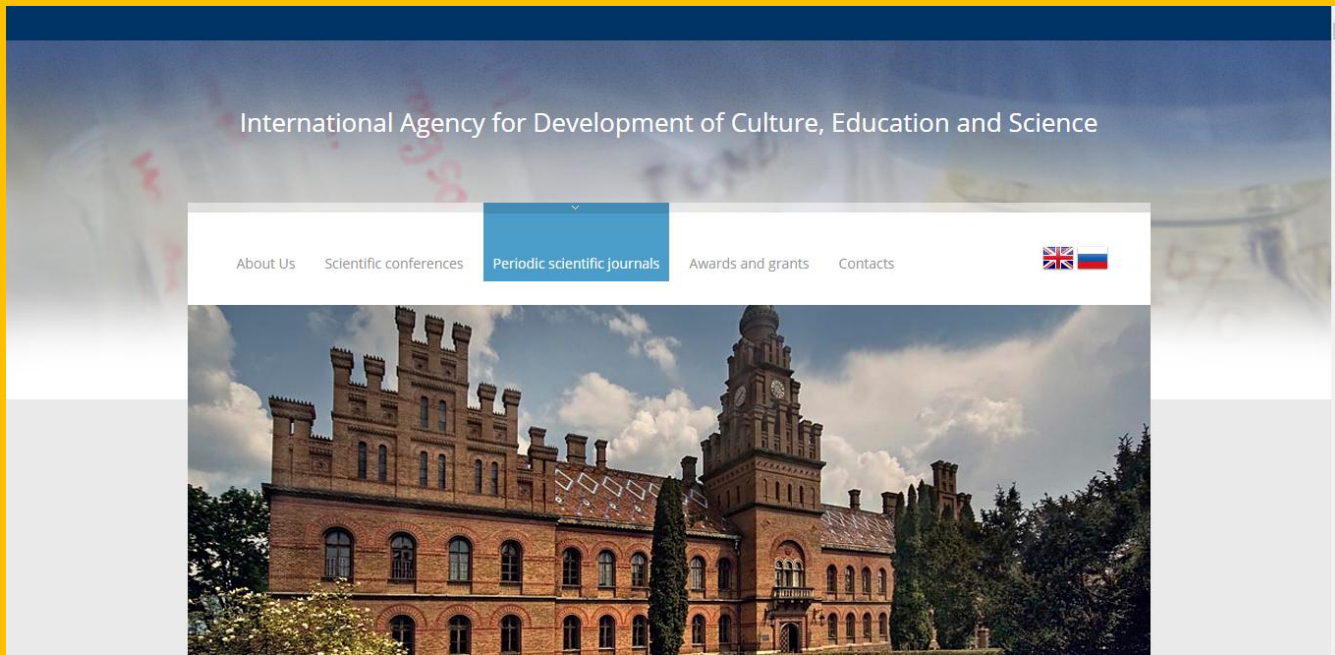 International Agency for Development of Culture, Education and Science
About Us Scientific conferences Periodic scientific journals Awards and grants Contacts